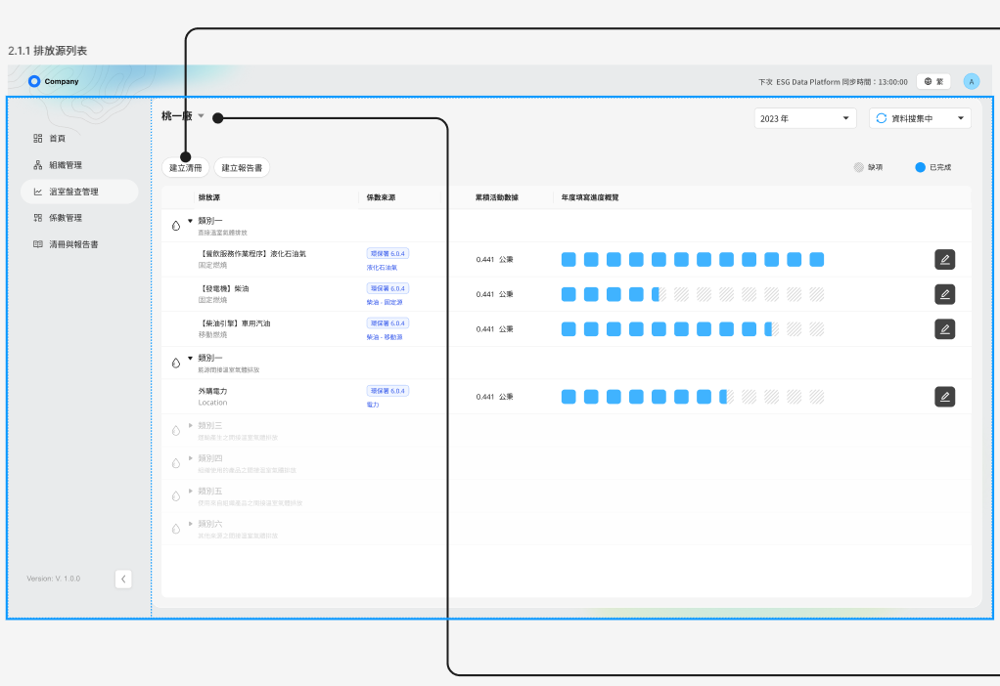 2.1.1 排放源列表
Company
下次 ESG Data Platform 同步時間：13:00:00
繁
A
桃一廠
2023 年
資料搜集中
首頁
組織管理
溫室盤查管理
係數管理
清冊與報告書
建立清冊
建立報告書
缺項
已完成
排放源
係數來源
累積活動數據
年度填寫進度概覽
類別一
直接溫室氣體排放
【餐飲服務作業程序】液化石油氣
固定燃燒
環保署 6.0.4
液化石油氣
0.441 公秉
【發電機】柴油
固定燃燒
環保署 6.0.4
柴油 - 固定源
0.441 公秉
【柴油引擎】車用汽油
移動燃燒
環保署 6.0.4
柴油 - 移動源
0.441 公秉
類別一
能源間接溫室氣體排放
外購電力
Location
環保署 6.0.4
電力
0.441 公秉
類別三
運輸產生之間接溫室氣體排放
類別四
組織使用的產品之間接溫室氣體排放
類別五
使用來自組織產品之間接溫室氣體排放
類別六
其他來源之間接溫室氣體排放
Version: V. 1.0.0